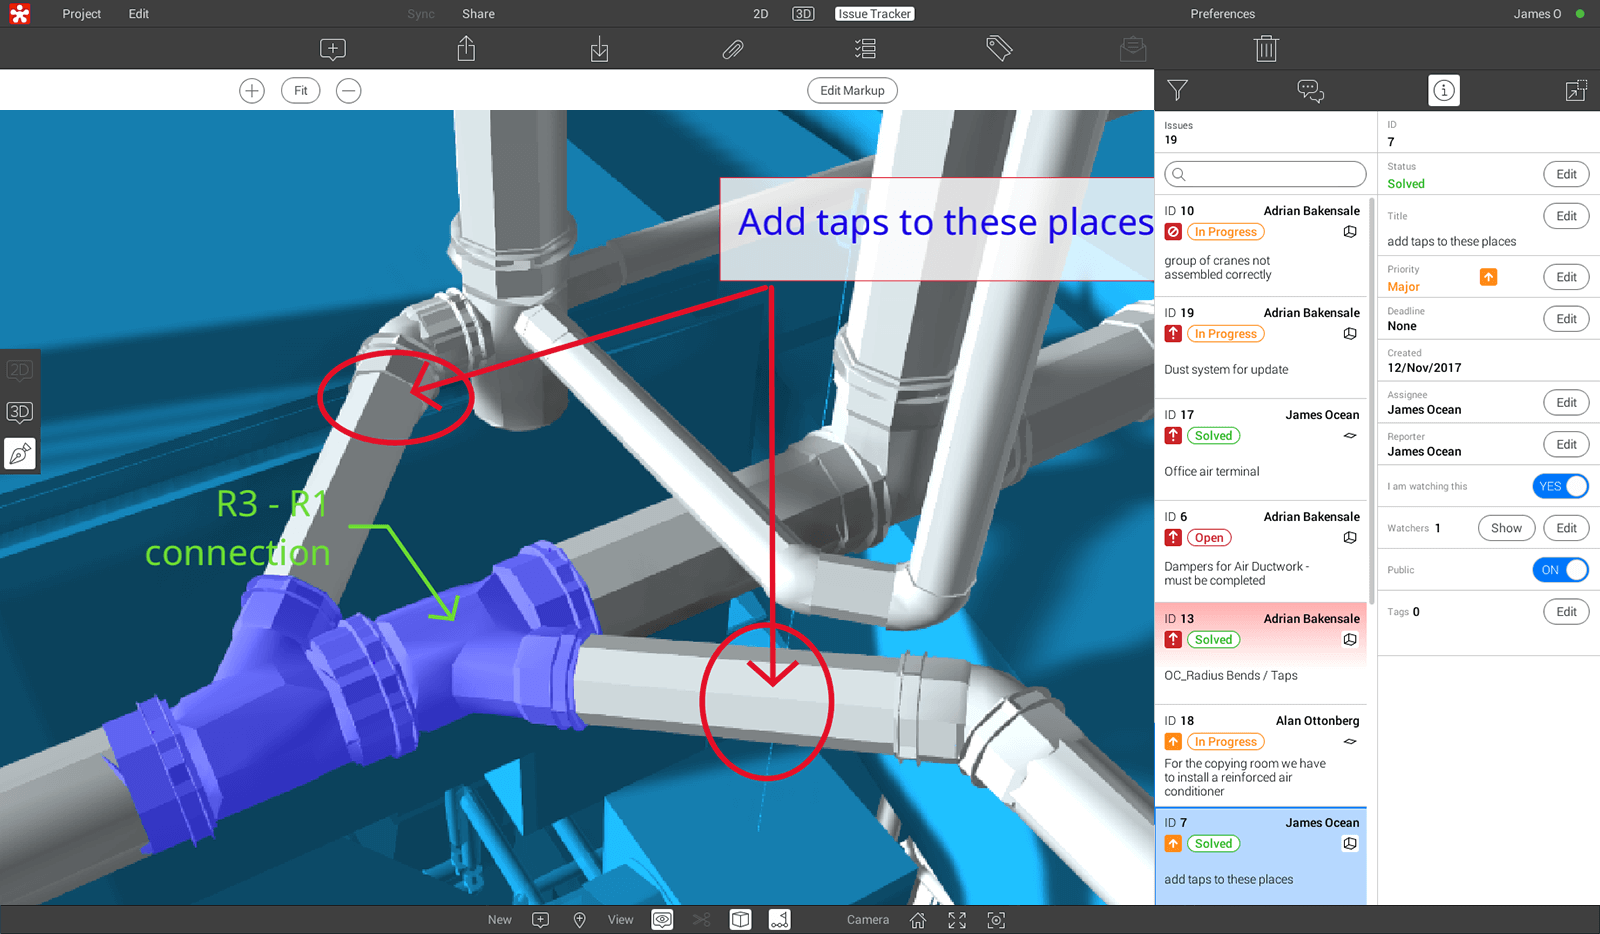 Project Edit Sync Share 2D 3D Issue Tracker Preferences James O
Fit Edit Markup
Add taps to these places
R3 - R1
connection
2D
3D
Issues
19
ID 10 Adrian Bakensale
In Progress
group of cranes not
assembled correctly
ID 19 Adrian Bakensale
In Progress
Dust system for update
ID 17 James Ocean
Solved
Office air terminal
ID 6 Adrian Bakensale
Open
Dampers for Air Ductwork -
must be completed
ID 13 Adrian Bakensale
Solved
OC_Radius Bends / Taps
ID 18 Alan Ottonberg
In Progress
For the copying room we have
to install a reinforced air
conditioner
ID 7 James Ocean
Solved
add taps to these places
ID
7
Status
Solved Edit
Title Edit
add taps to these places
Priority
Major Edit
Deadline
None Edit
Created
12/Nov/2017
Assignee
James Ocean Edit
Reporter
James Ocean Edit
I am watching this YES
Watchers 1 Show Edit
Public ON
Tags 0 Edit
New View Camera